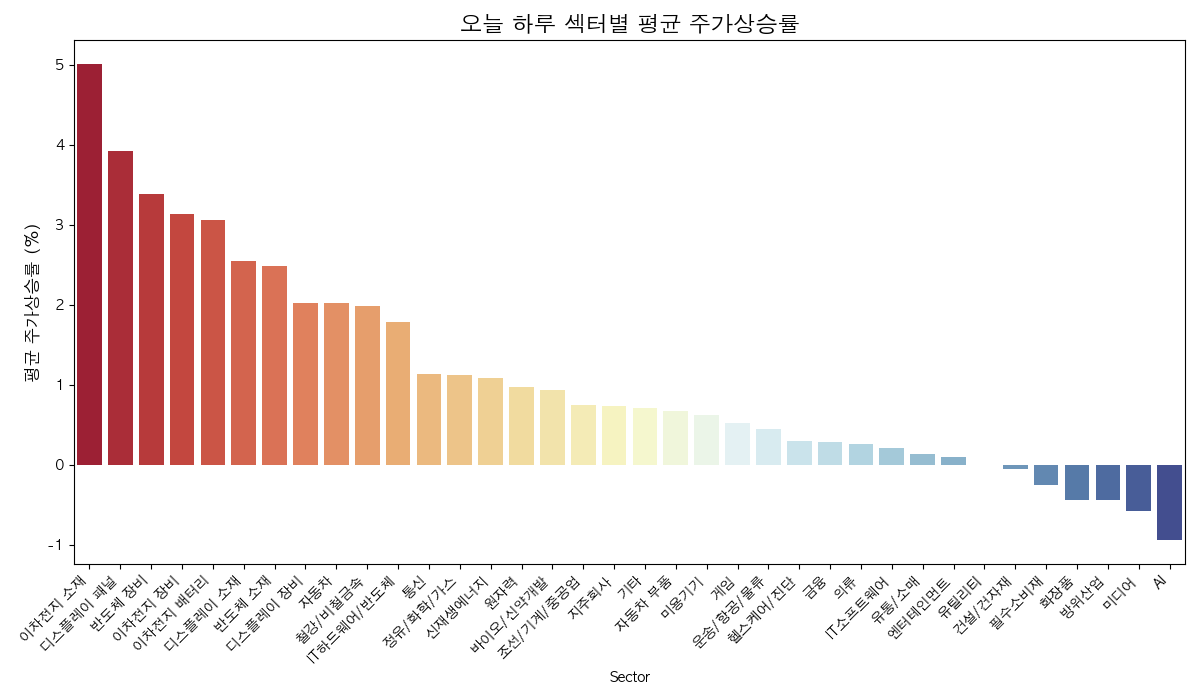 오늘 하루 섹터별 평균 주가상승률
평균 주가상승률 (%)
5
4
3
2
1
0
-1
이차전지 소재
디스플레이 패널
반도체 장비
이차전지 장비
이차전지 배터리
디스플레이 소재
반도체 소재
디스플레이 장비
자동차
철강/비철금속
IT하드웨어/반도체
통신
정유/화학/가스
신재생에너지
원자력
바이오/신약개발
조선/기계/중공업
지주회사
기타
자동차 부품
미용기기
게임
운송/항공/물류
헬스케어/진단
금융
의류
IT소프트웨어
유통/소매
엔터테인먼트
유틸리티
건설/건자재
필수소비재
화장품
방위산업
미디어
AI
Sector